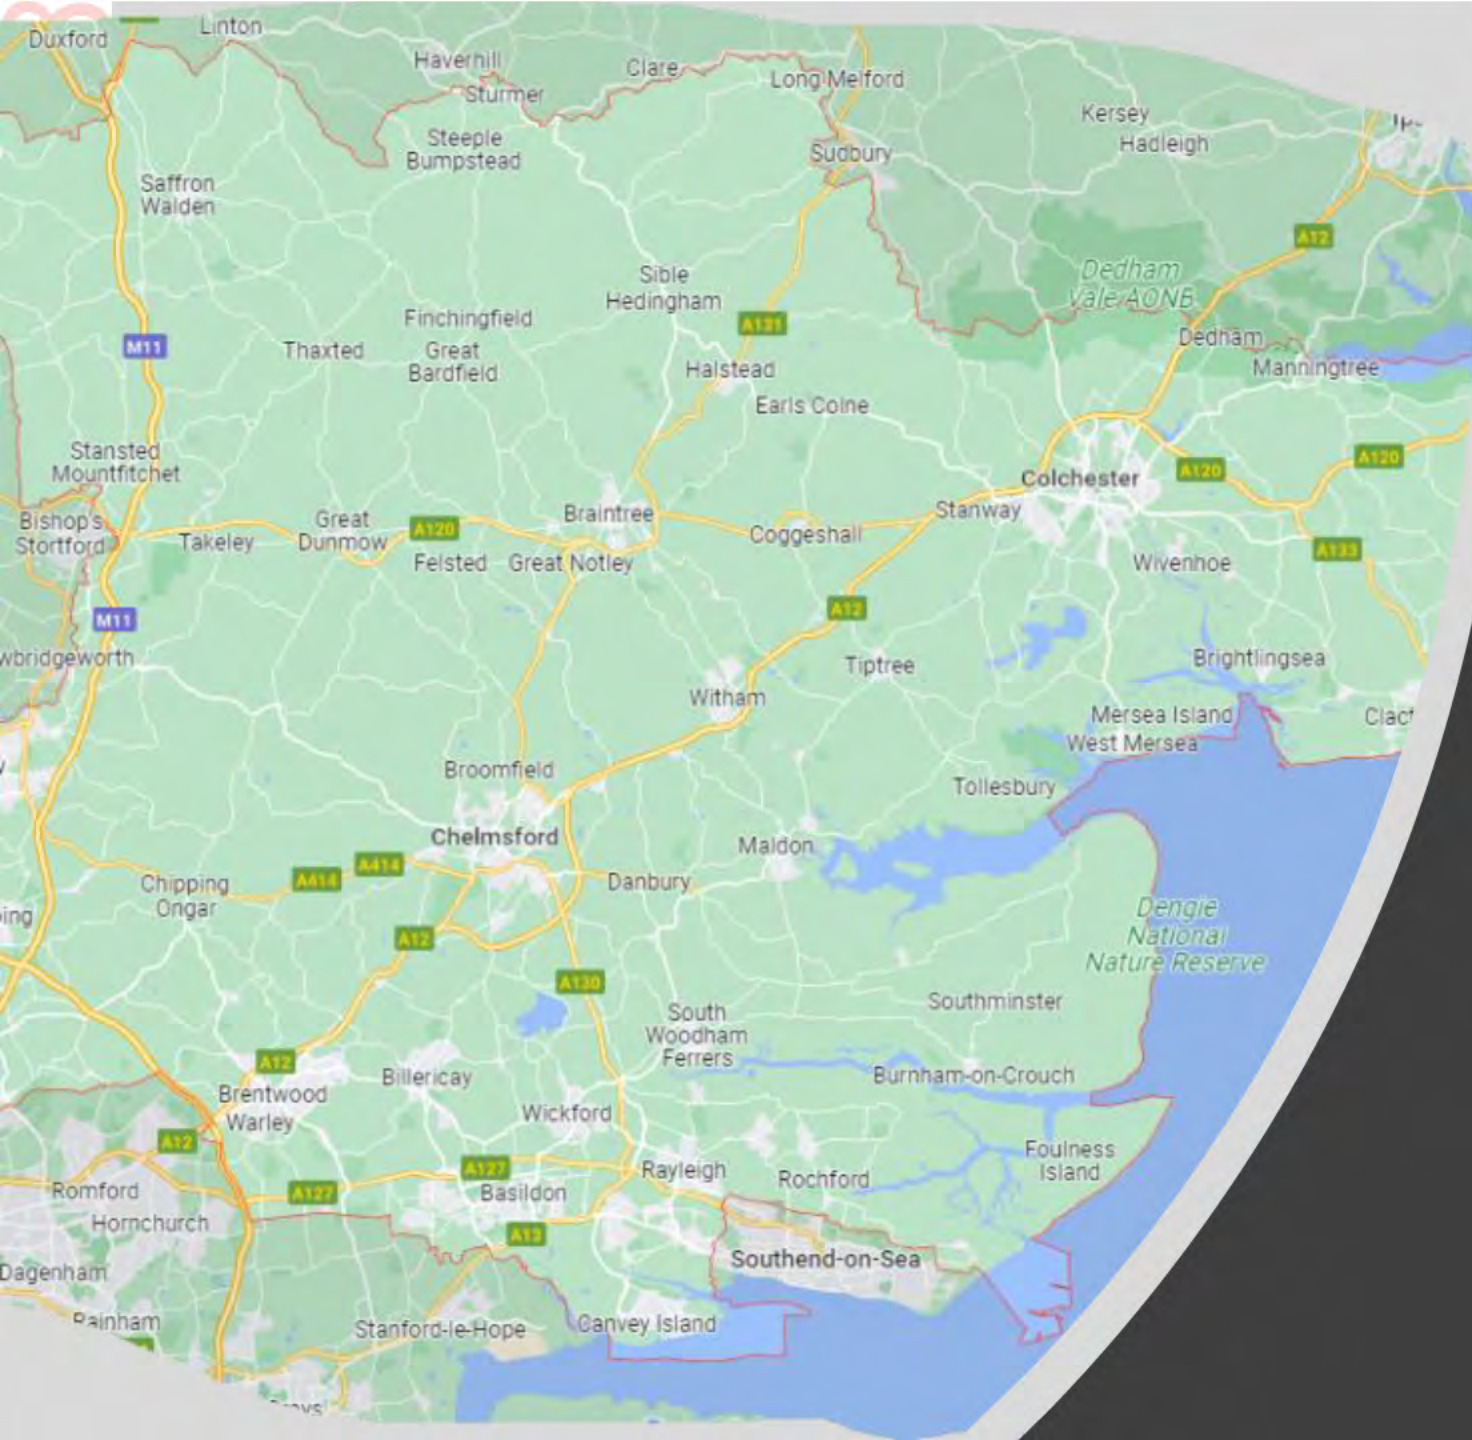 Duxford
Linton
Haverhill
Sturmer
Clare
Long Melford
Kersey
Hadleigh
Steeple
Bumpstead
Sudbury
Saffron
Walden
A12
Dedham
Vale AONB
Sible
Hedingham
Finchingfield
A131
Dedham
M11
Thaxted
Great
Bardfield
Halstead
Manningtree
Earls Colne
Stansted
Mountfitchet
Colchester
A120
A120
Bishop's
Stortford
Takeley
Great
Dunmow
A120
Braintree
Coggeshall
Stanway
Felsted
Great Notley
Wivenhoe
A133
M11
A12
wbridgeworth
Tiptree
Brightlingsea
Witham
Mersea Island
West Mersea
Clact
Broomfield
Tollesbury
Chelmsford
Maldon
A414
A414
Chipping
Ongar
Danbury
ing
A12
Dengie
National
Nature Reserve
A130
Southminster
South
Woodham
Ferrers
A12
Brentwood
Warley
Billericay
Burnham-on-Crouch
Wickford
A12
Foulness
Island
A127
A127
Rayleigh
Rochford
Romford
Basildon
Hornchurch
A13
Southend-on-Sea
Dagenham
Rainham
Stanford-le-Hope
Canvey Island